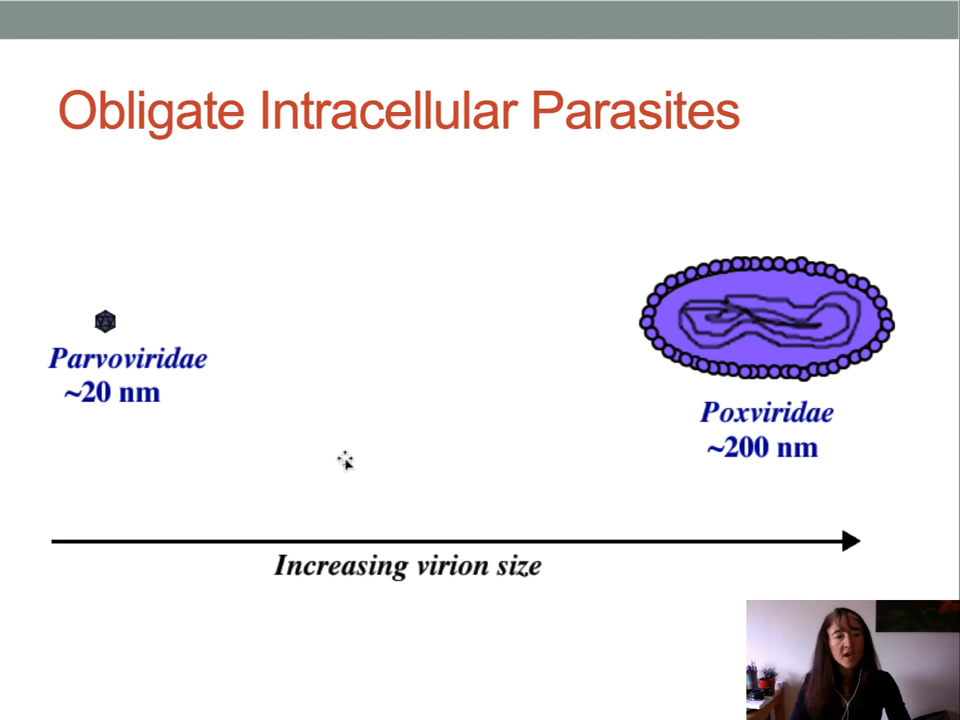 Obligate Intracellular Parasites
Parvoviridae
~20 nm
Poxviridae
~200 nm
Increasing virion size